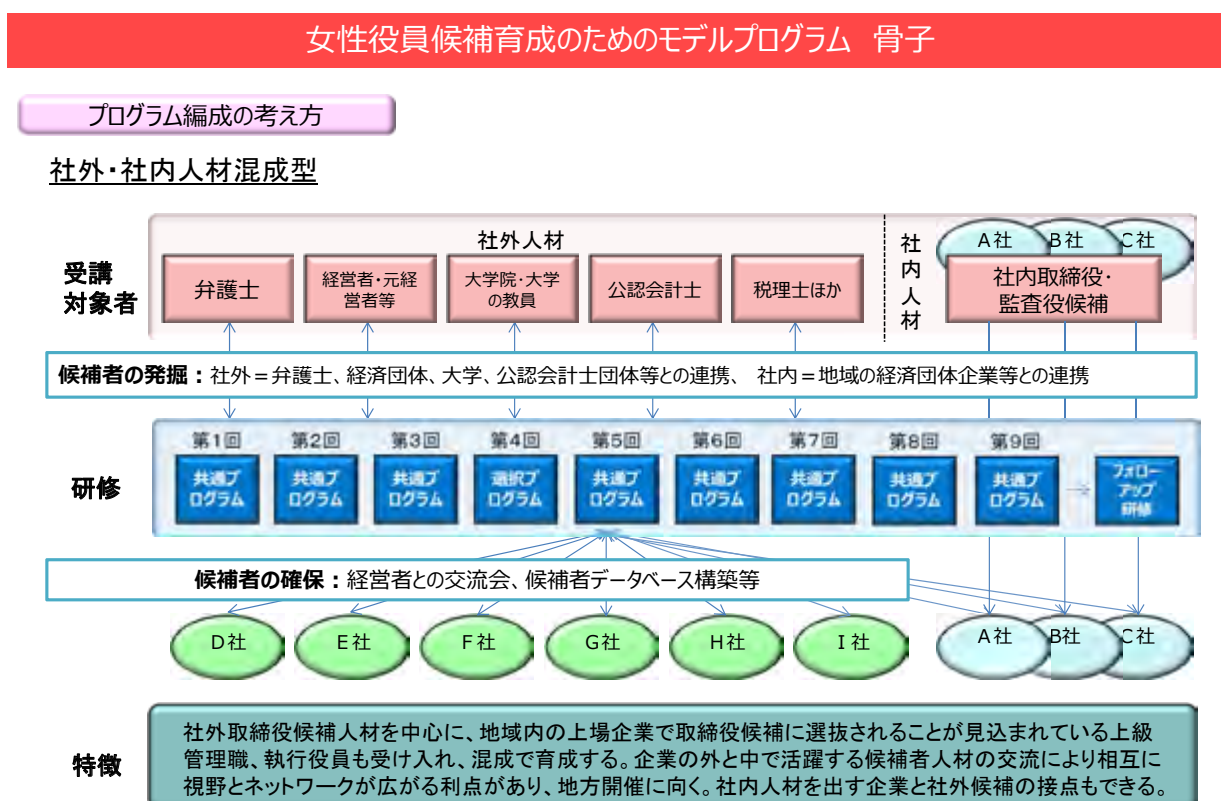 女性役員候補育成のためのモデルプログラム 骨子
プログラム編成の考え方
社外・社内人材混成型
受講
対象者
社外人材
弁護士
経営者・元経
営者等
大学院・大学
の教員
公認会計士
税理士ほか
社
内
人
材
A社
B社
C社
社内取締役・
監査役候補
候補者の発掘：社外＝弁護士、経済団体、大学、公認会計士団体等との連携、 社内＝地域の経済団体企業等との連携
研修
第1回
第2回
第3回
第4回
第5回
第6回
第7回
第8回
第9回
共通プ
ログラム
共通プ
ログラム
共通プ
ログラム
選択プ
ログラム
共通プ
ログラム
共通プ
ログラム
共通プ
ログラム
共通プ
ログラム
共通プ
ログラム
フォロー
アップ
研修
候補者の確保：経営者との交流会、候補者データベース構築等
D社
E社
F社
G社
H社
I社
A社
B社
C社
特徴
社外取締役候補人材を中心に、地域内の上場企業で取締役候補に選抜されることが見込まれている上級
管理職、執行役員も受け入れ、混成で育成する。企業の外と中で活躍する候補者人材の交流により相互に
視野とネットワークが広がる利点があり、地方開催に向く。社内人材を出す企業と社外候補の接点もできる。